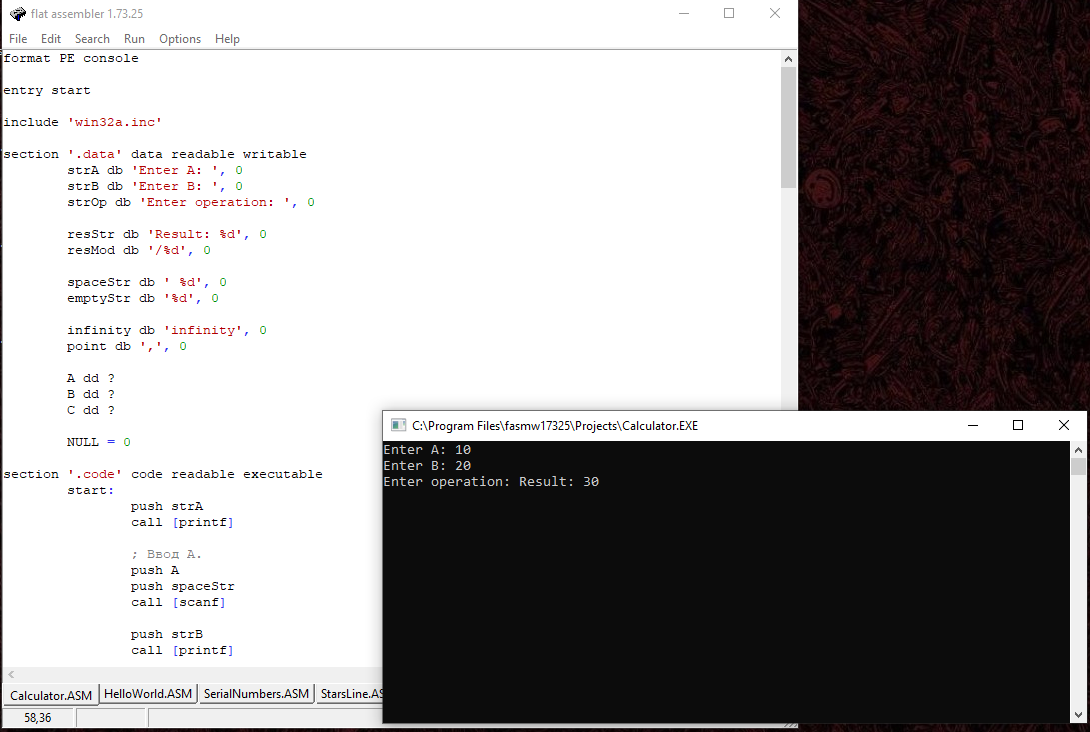 flat assembler 1.73.25
File Edit Search Run Options Help
format PE console
entry start
include 'win32a.inc'
section '.data' data readable writable
strA db 'Enter A: ', 0
strB db 'Enter B: ', 0
strOp db 'Enter operation: ', 0
resStr db 'Result: %d', 0
resMod db '/%d', 0
spaceStr db ' %d', 0
emptyStr db '%d', 0
infinity db 'infinity', 0
point db ',', 0
A dd ?
B dd ?
C dd ?
NULL = 0
section '.code' code readable executable
start:
push strA
call [printf]
; Ввод A.
push A
push spaceStr
call [scanf]
push strB
call [printf]
Calculator.ASM HelloWorld.ASM SerialNumbers.ASM StarsLine.AS
58,36
C:\Program Files\fasmw17325\Projects\Calculator.EXE
Enter A: 10
Enter B: 20
Enter operation: Result: 30